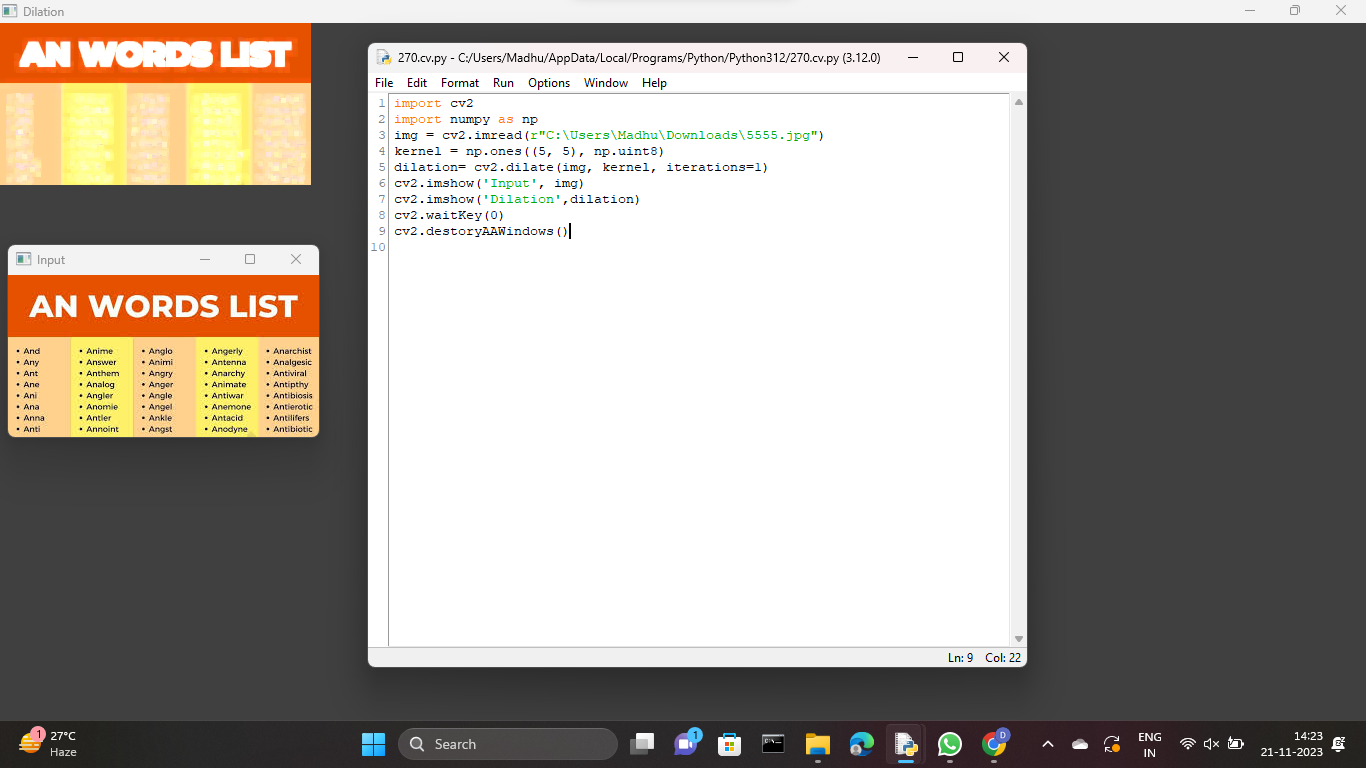 Dilation
AN WORDS LIST
270.cv.py - C:/Users/Madhu/AppData/Local/Programs/Python/Python312/270.cv.py (3.12.0)
File Edit Format Run Options Window Help
1 import cv2
2 import numpy as np
3 img = cv2.imread(r"C:\Users\Madhu\Downloads\5555.jpg")
4 kernel = np.ones((5, 5), np.uint8)
5 dilation= cv2.dilate(img, kernel, iterations=1)
6 cv2.imshow('Input', img)
7 cv2.imshow('Dilation',dilation)
8 cv2.waitKey(0)
9 cv2.destoryAAWindows()
10
Ln: 9 Col: 22
Input
AN WORDS LIST
• And • Anime • Anglo • Angerly • Anarchist
• Any • Answer • Animi • Antenna • Analgesic
• Ant • Anthem • Angry • Anarchy • Antiviral
• Ane • Analog • Anger • Animate • Antipthy
• Ani • Angler • Angle • Antiwar • Antibiosis
• Ana • Anomie • Angel • Anemone • Antierotic
• Anna • Antler • Ankle • Antacid • Antilifers
• Anti • Annoint • Angst • Anodyne • Antibiotic
1
27°C
Haze
Search
1
D
ENG
IN
14:23
21-11-2023